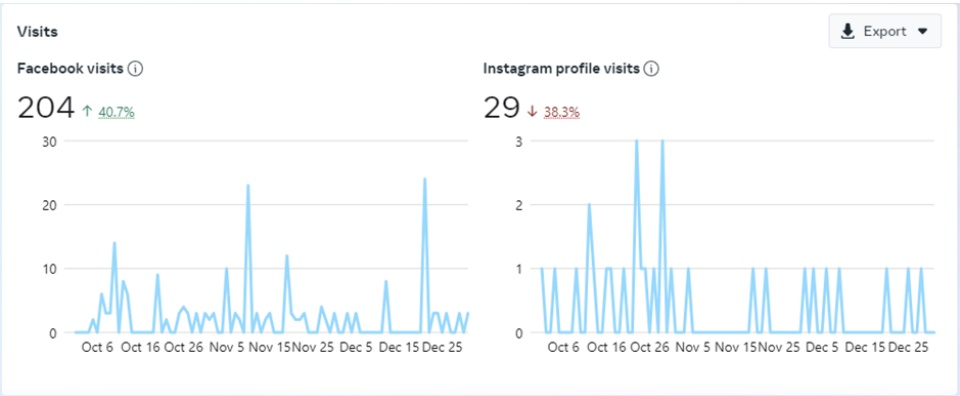 Visits
Export
Facebook visits
204 ↑ 40.7%
30
20
10
0
Oct 6 Oct 16 Oct 26 Nov 5 Nov 15 Nov 25 Dec 5 Dec 15 Dec 25
Instagram profile visits
29 ↓ 38.3%
3
2
1
0
Oct 6 Oct 16 Oct 26 Nov 5 Nov 15 Nov 25 Dec 5 Dec 15 Dec 25